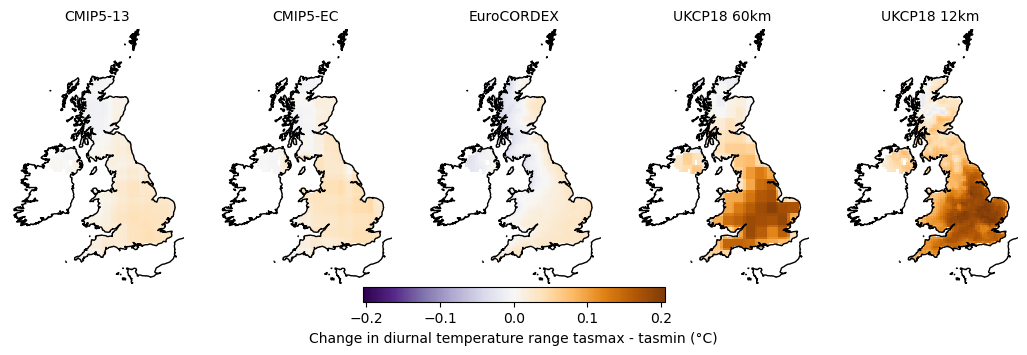 CMIP5-13 CMIP5-EC EuroCORDEX UKCP18 60km UKCP18 12km
−0.2 −0.1 0.0 0.1 0.2
Change in diurnal temperature range tasmax - tasmin (°C)